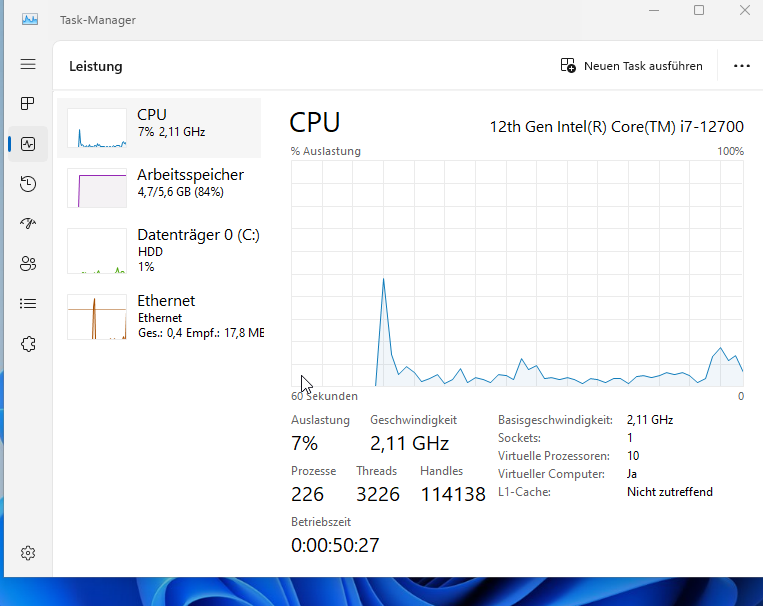 Task-Manager
Leistung
Neuen Task ausführen
CPU
7% 2,11 GHz
Arbeitsspeicher
4,7/5,6 GB (84%)
Datenträger 0 (C:)
HDD
1%
Ethernet
Ethernet
Ges.: 0,4 Empf.: 17,8 ME
CPU
12th Gen Intel(R) Core(TM) i7-12700
% Auslastung
100%
60 Sekunden
0
Auslastung
7%
Geschwindigkeit
2,11 GHz
Prozesse
226
Threads
3226
Handles
114138
Betriebszeit
0:00:50:27
Basisgeschwindigkeit: 2,11 GHz
Sockets: 1
Virtuelle Prozessoren: 10
Virtueller Computer: Ja
L1-Cache: Nicht zutreffend